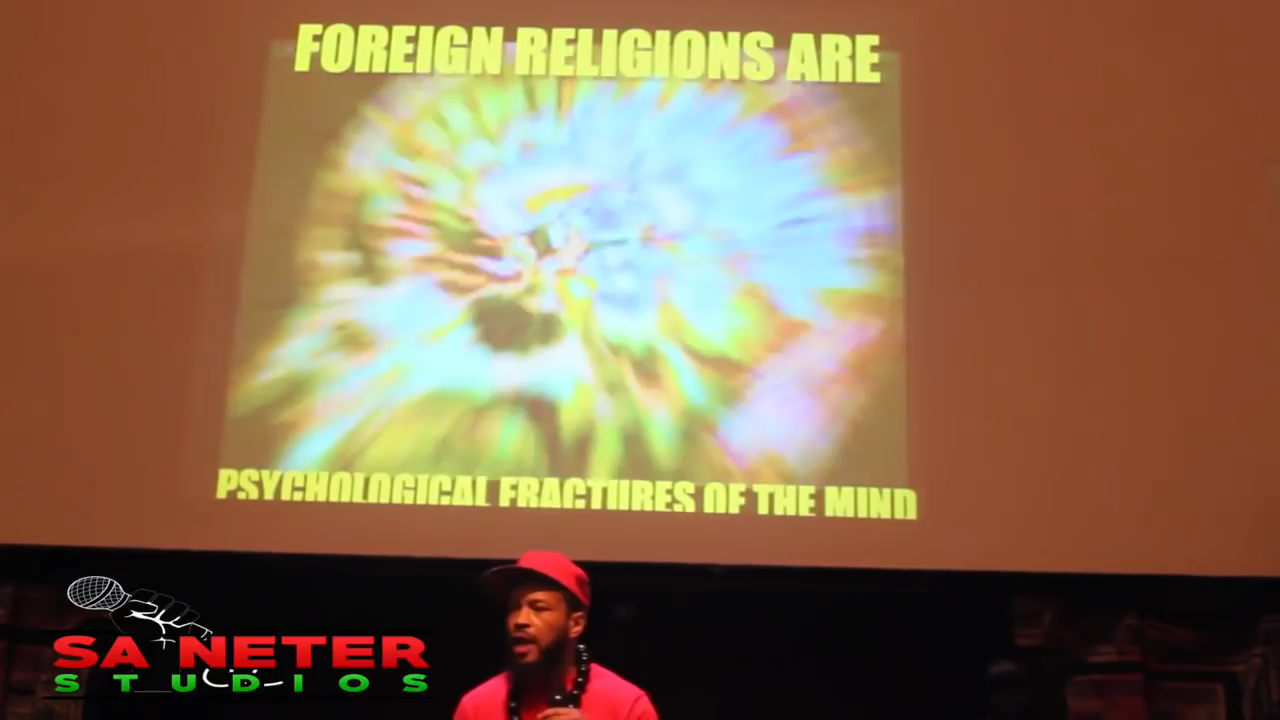 FOREIGN RELIGIONS ARE
PSYCHOLOGICAL FRACTURES OF THE MIND
SA NETER
STUDIOS